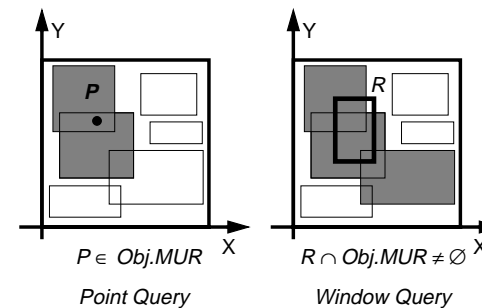 Y
P
X
P ∈ Obj.MUR
Point Query
Y
R
X
R ∩ Obj.MUR ≠ ∅
Window Query